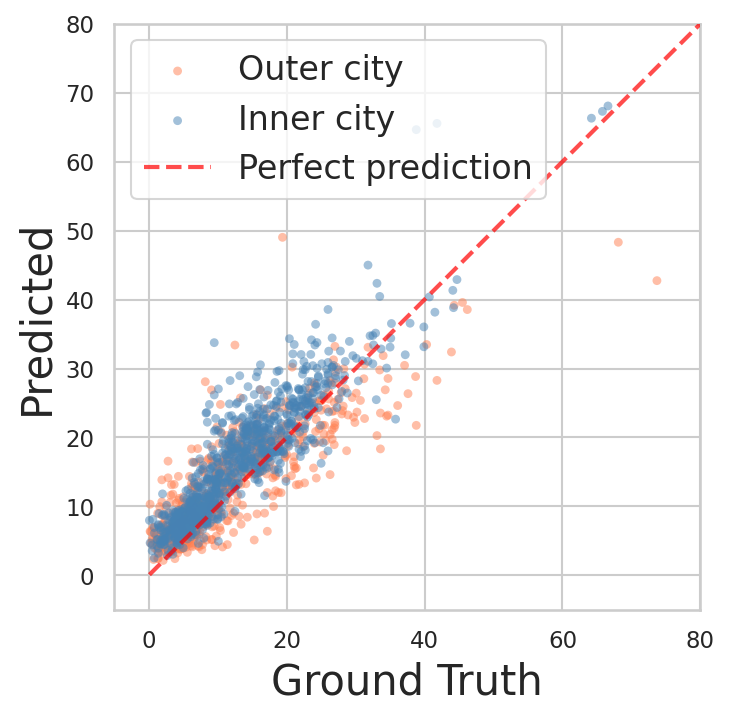 80
70
60
50
40
30
20
10
0
Predicted
Outer city
Inner city
Perfect prediction
0 20 40 60 80
Ground Truth